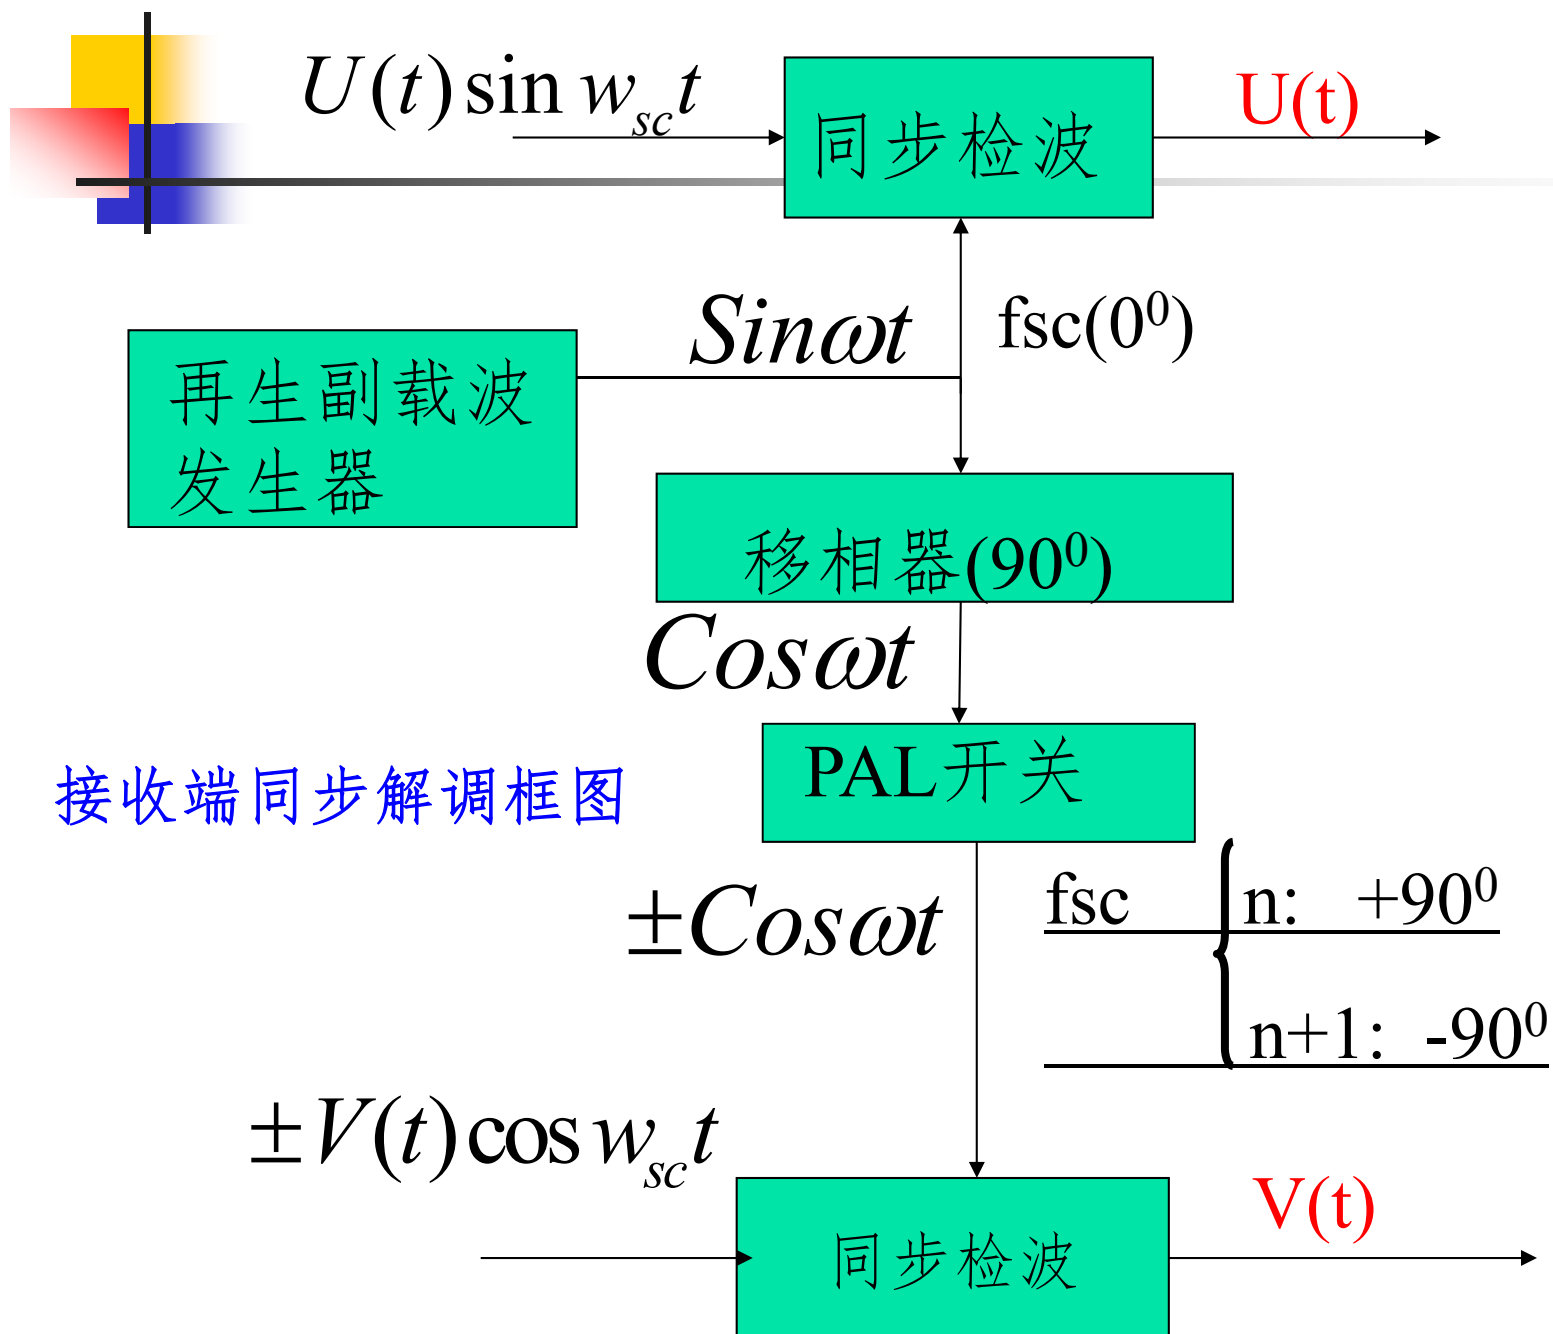 U(t) sin w_sc t
U(t)
同步检波
Sinωt
fsc(0⁰)
再生副载波
发生器
移相器(90⁰)
Cosωt
PAL开关
接收端同步解调框图
±Cosωt
fsc
n: +90⁰
n+1: -90⁰
±V(t) cos w_sc t
V(t)
同步检波